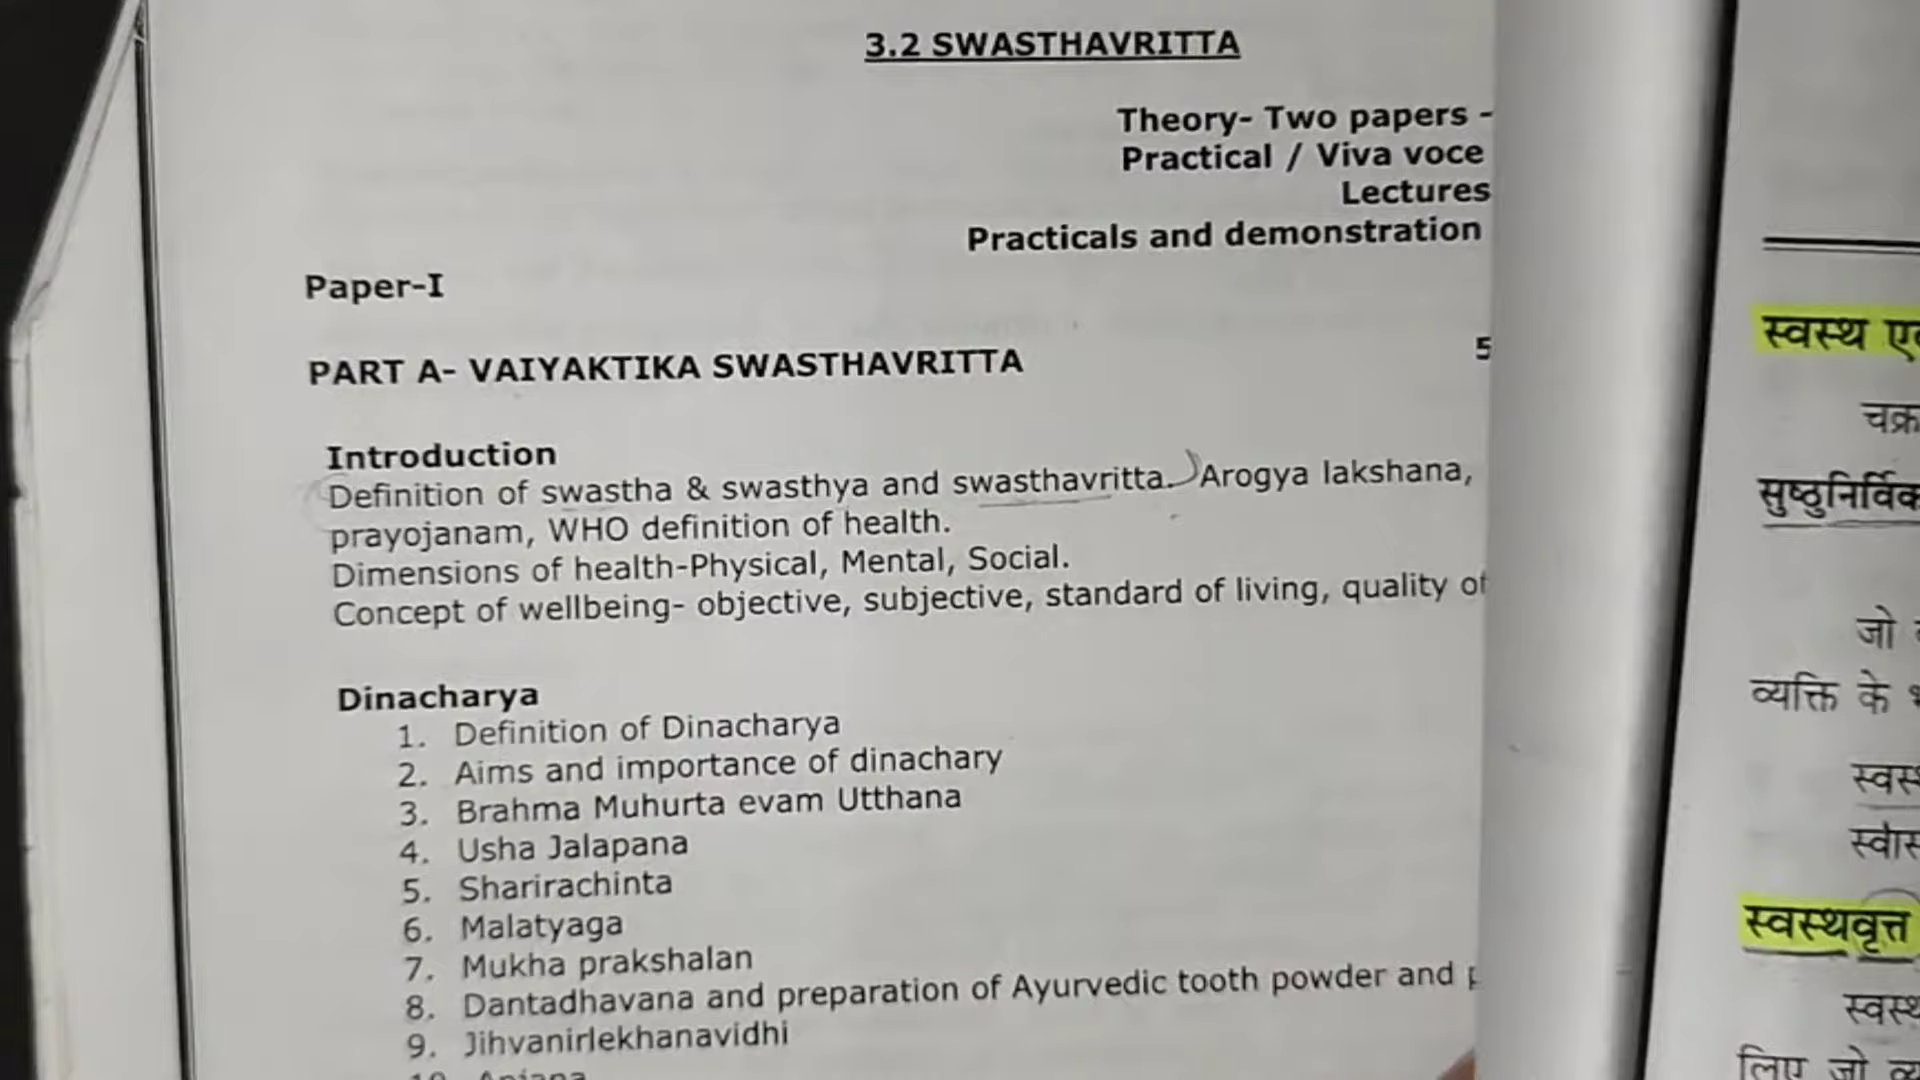 3.2 SWASTHAVRITTA
Theory- Two papers -
Practical / Viva voce
Lectures
Practicals and demonstration
Paper-I
PART A- VAIYAKTIKA SWASTHAVRITTA
5
Introduction
Definition of swastha & swasthya and swasthavritta. Arogya lakshana,
prayojanam, WHO definition of health.
Dimensions of health-Physical, Mental, Social.
Concept of wellbeing- objective, subjective, standard of living, quality of
Dinacharya
1. Definition of Dinacharya
2. Aims and importance of dinachary
3. Brahma Muhurta evam Utthana
4. Usha Jalapana
5. Sharirachinta
6. Malatyaga
7. Mukha prakshalan
8. Dantadhavana and preparation of Ayurvedic tooth powder and
9. Jihvanirlekhanavidhi
10. Anjana
स्वस्थ
जो
व्यक्ति के
स्वस्थवृत्त
लिए जो